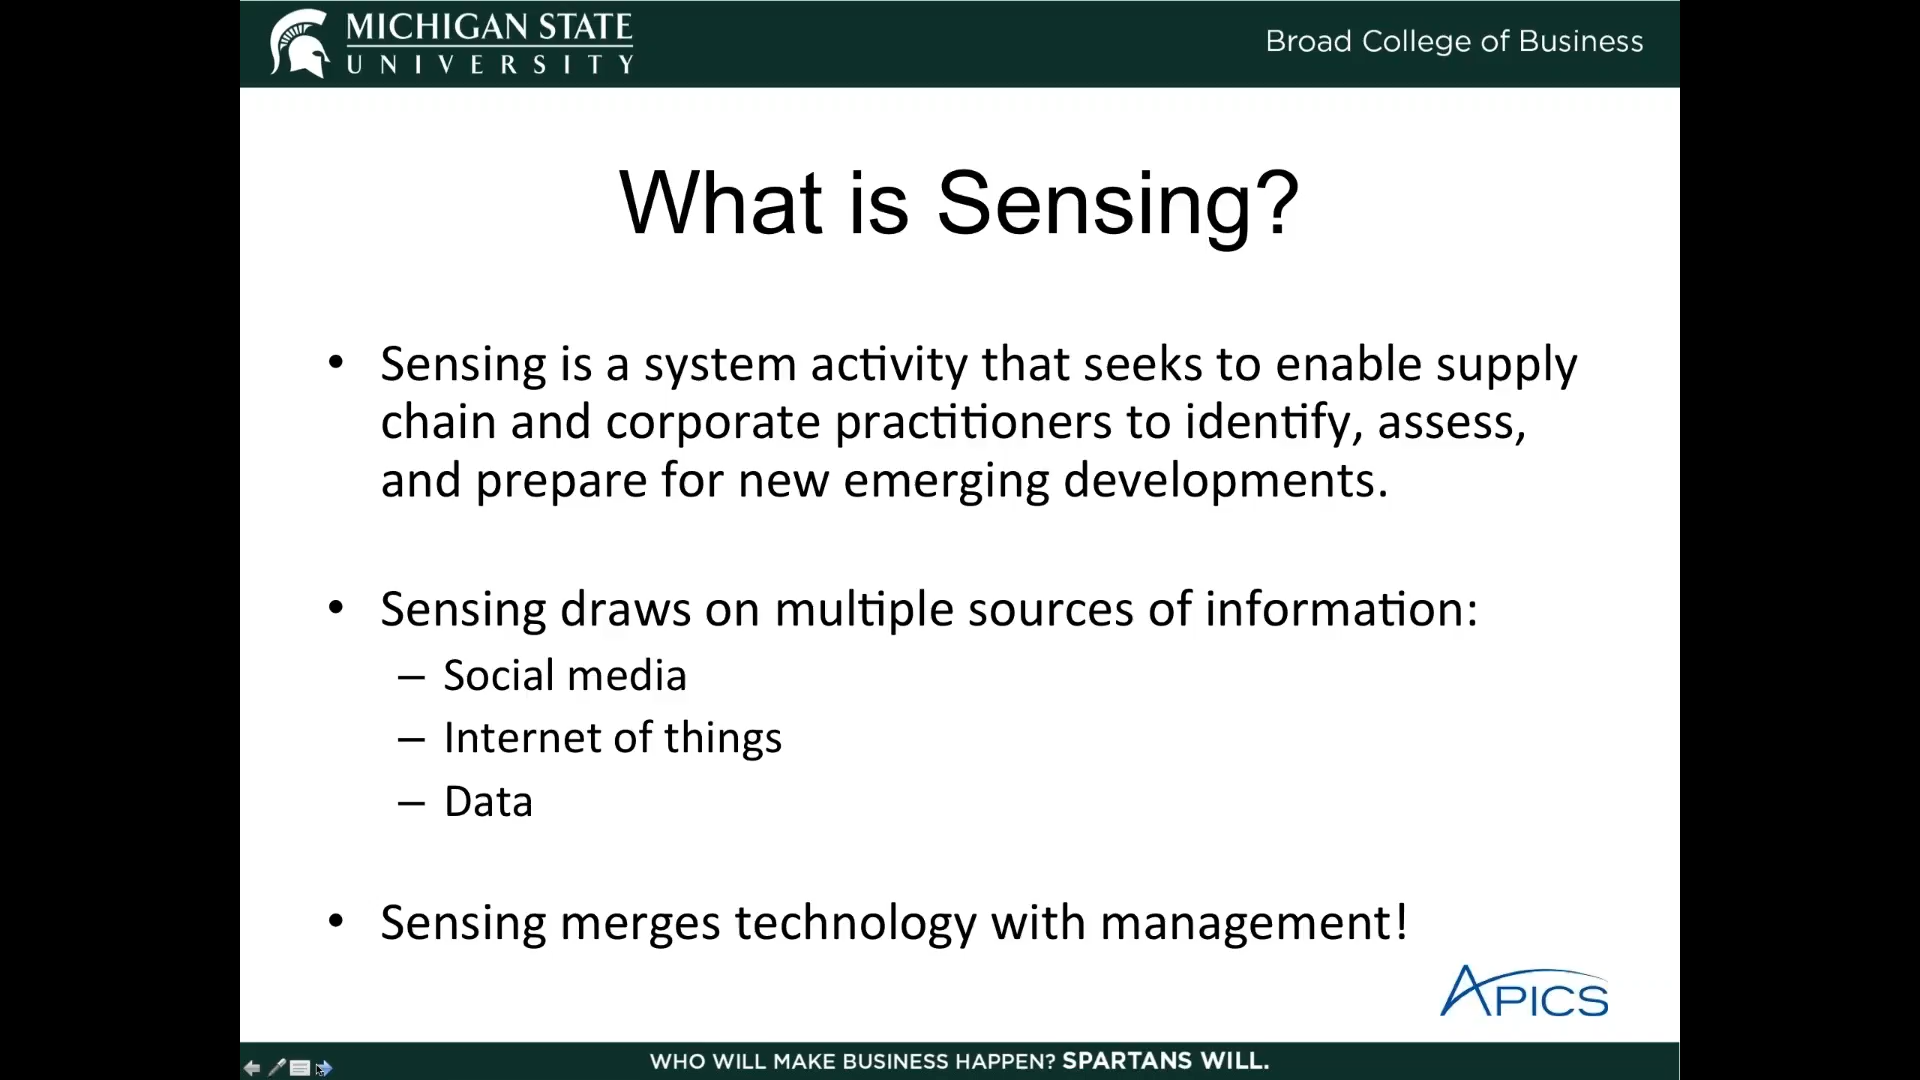 MICHIGAN STATE
UNIVERSITY
Broad College of Business
What is Sensing?
• Sensing is a system activity that seeks to enable supply
chain and corporate practitioners to identify, assess,
and prepare for new emerging developments.
• Sensing draws on multiple sources of information:
– Social media
– Internet of things
– Data
• Sensing merges technology with management!
APICS
WHO WILL MAKE BUSINESS HAPPEN? SPARTANS WILL.